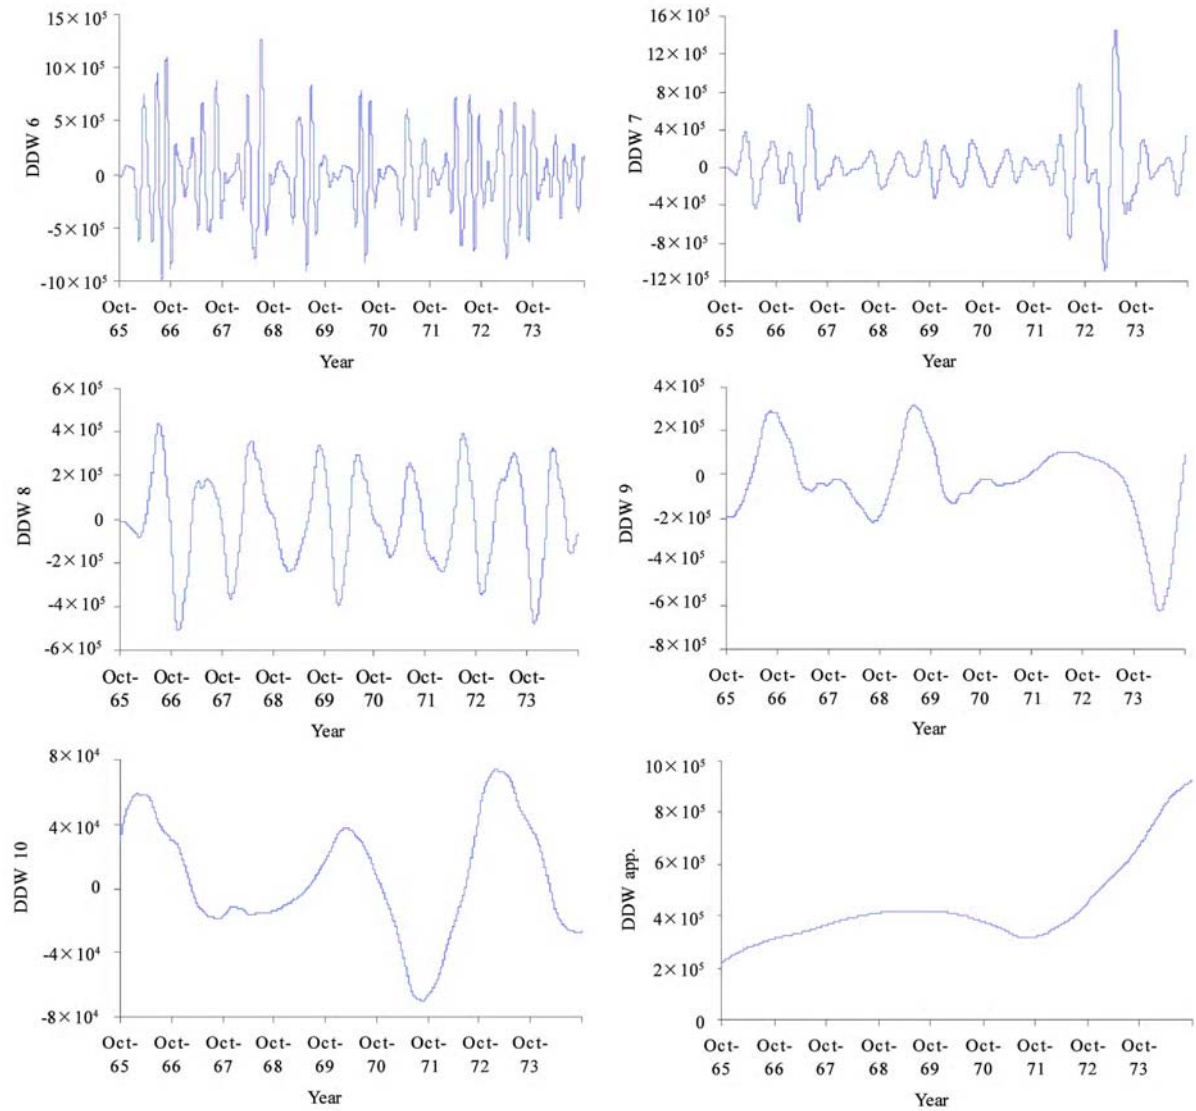 15×10⁵
10×10⁵
5×10⁵
0
-5×10⁵
-10×10⁵
DDW 6
Oct- Oct- Oct- Oct- Oct- Oct- Oct- Oct- Oct-
65 66 67 68 69 70 71 72 73
Year
16×10⁵
12×10⁵
8×10⁵
4×10⁵
0
-4×10⁵
-8×10⁵
-12×10⁵
DDW 7
Oct- Oct- Oct- Oct- Oct- Oct- Oct- Oct- Oct-
65 66 67 68 69 70 71 72 73
Year
6×10⁵
4×10⁵
2×10⁵
0
-2×10⁵
-4×10⁵
-6×10⁵
DDW 8
Oct- Oct- Oct- Oct- Oct- Oct- Oct- Oct- Oct-
65 66 67 68 69 70 71 72 73
Year
4×10⁵
2×10⁵
0
-2×10⁵
-4×10⁵
-6×10⁵
-8×10⁵
DDW 9
Oct- Oct- Oct- Oct- Oct- Oct- Oct- Oct- Oct-
65 66 67 68 69 70 71 72 73
Year
8×10⁴
4×10⁴
0
-4×10⁴
-8×10⁴
DDW 10
Oct- Oct- Oct- Oct- Oct- Oct- Oct- Oct- Oct-
65 66 67 68 69 70 71 72 73
Year
10×10⁵
8×10⁵
6×10⁵
4×10⁵
2×10⁵
0
DDW app.
Oct- Oct- Oct- Oct- Oct- Oct- Oct- Oct- Oct-
65 66 67 68 69 70 71 72 73
Year